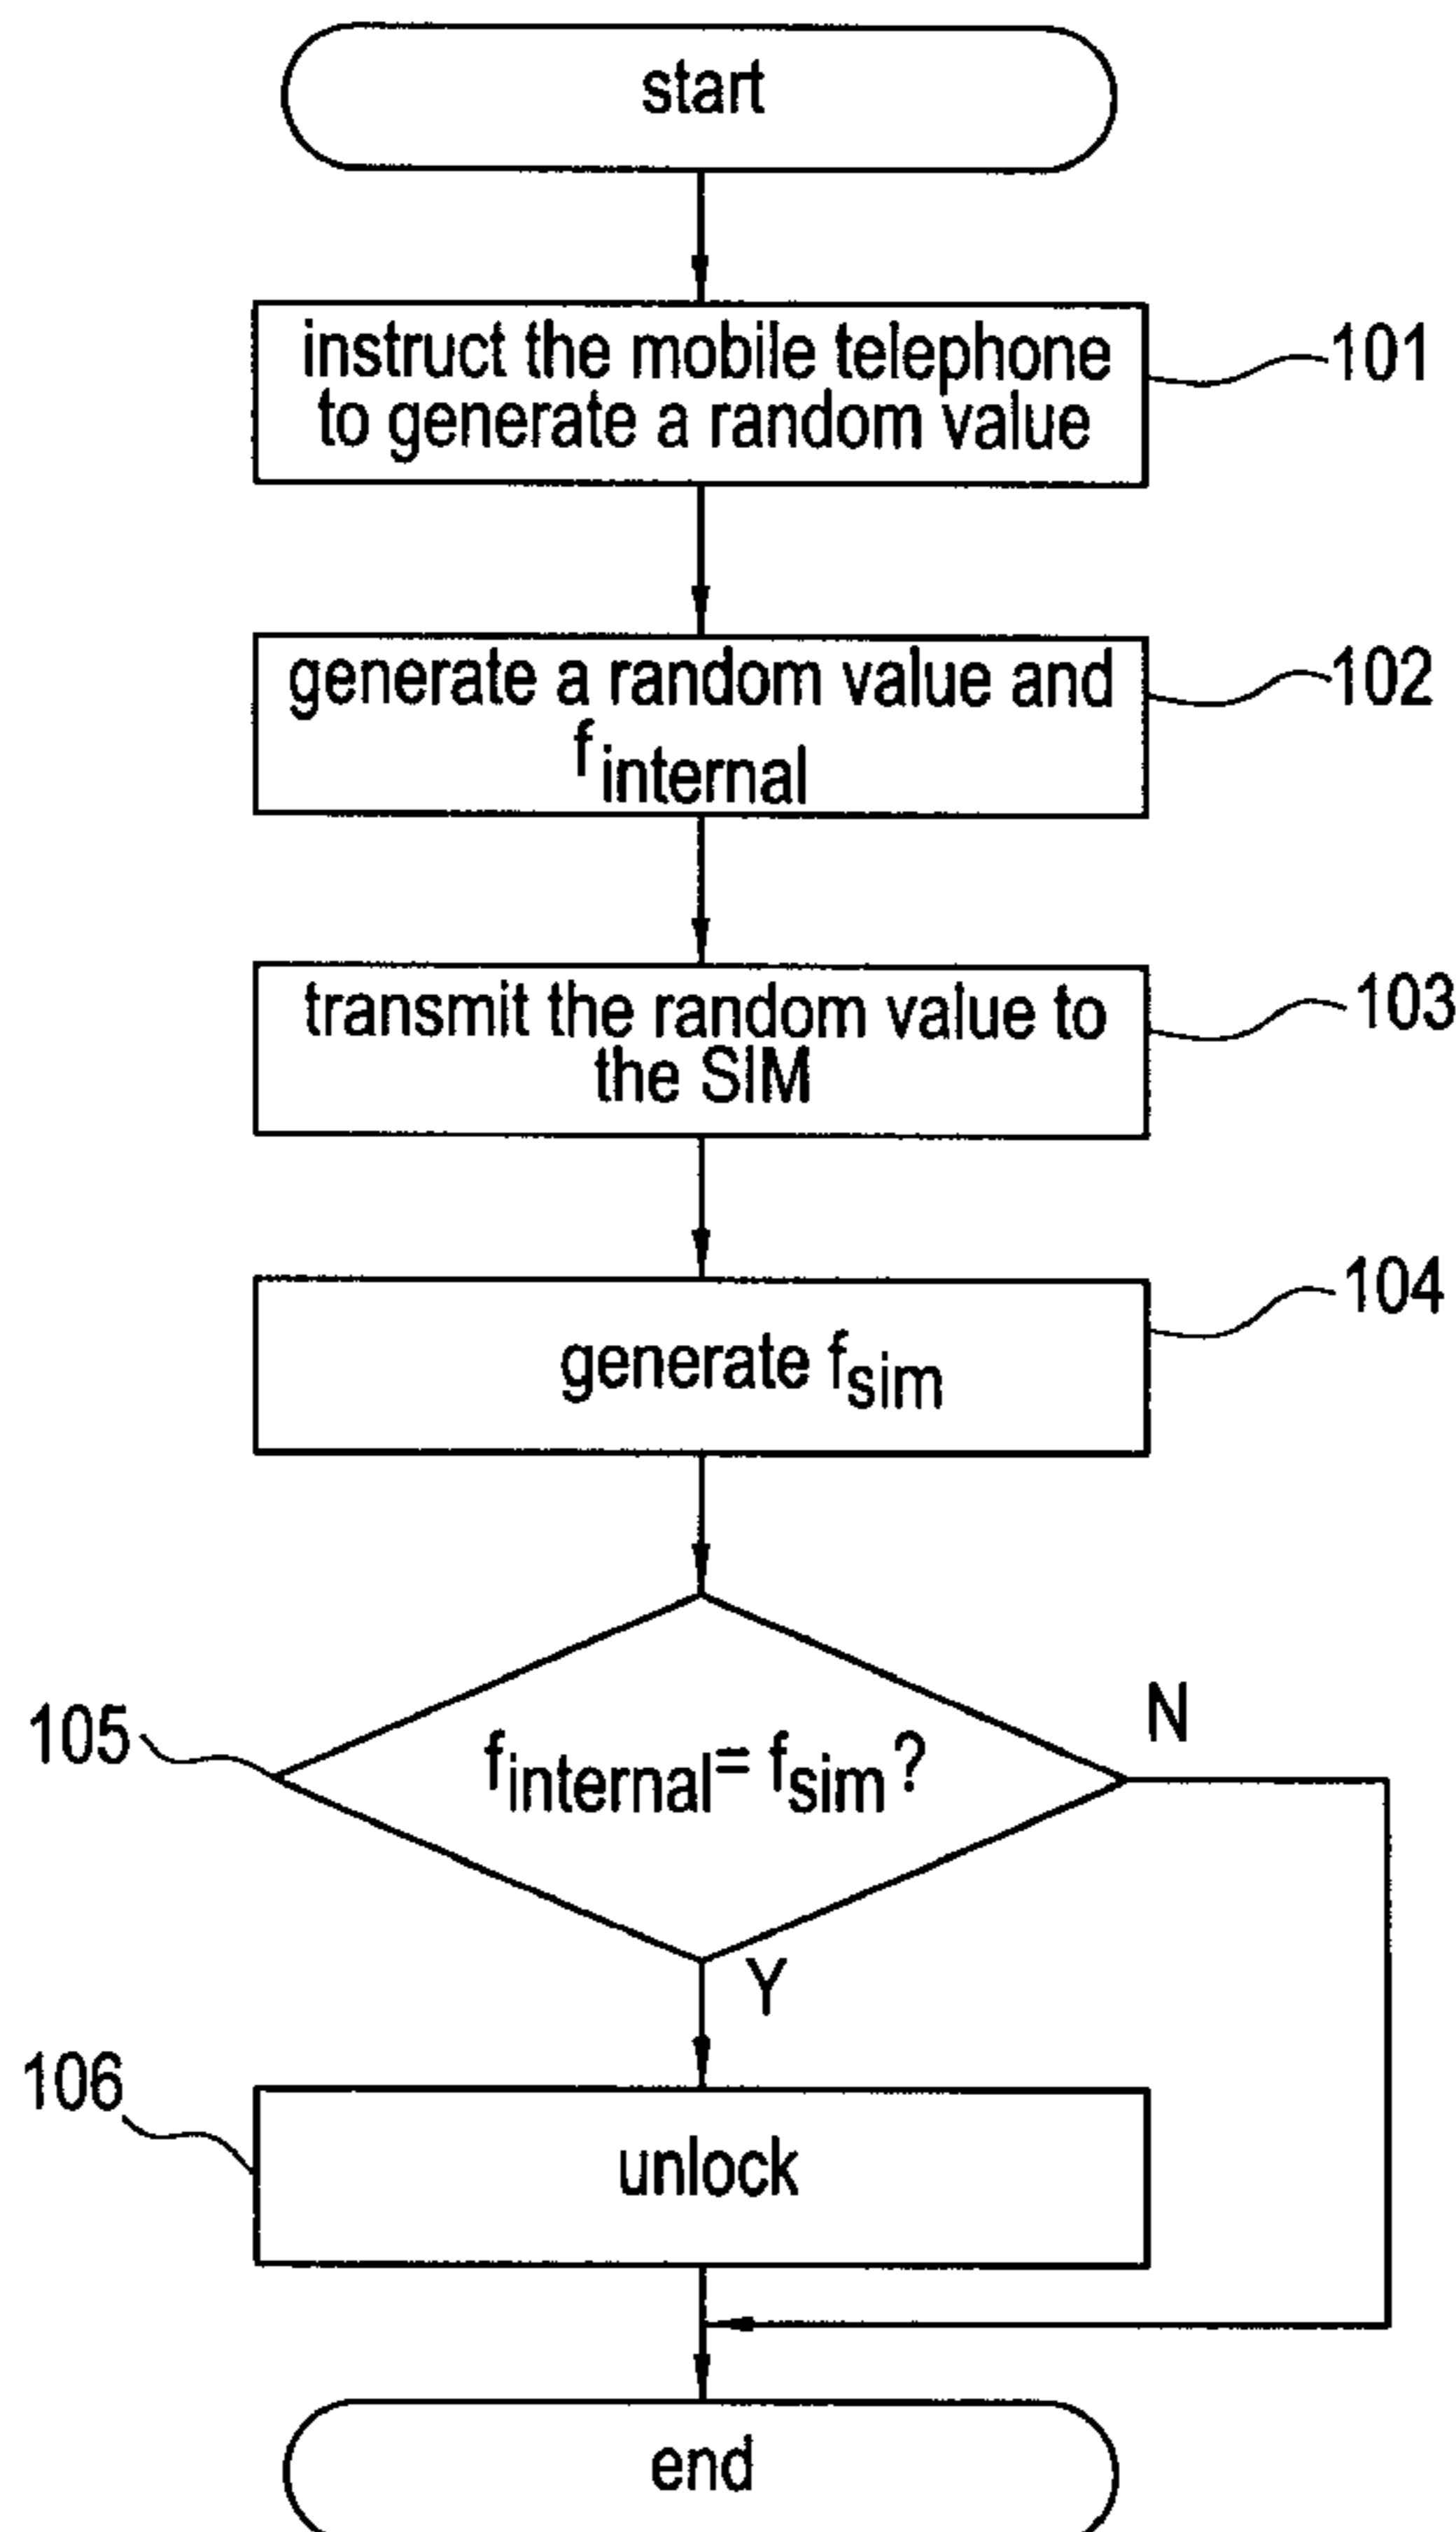 start
instruct the mobile telephone
to generate a random value
101
generate a random value and
f internal
102
transmit the random value to
the SIM
103
generate fsim
104
105
finternal= fsim?
N
Y
106
unlock
end